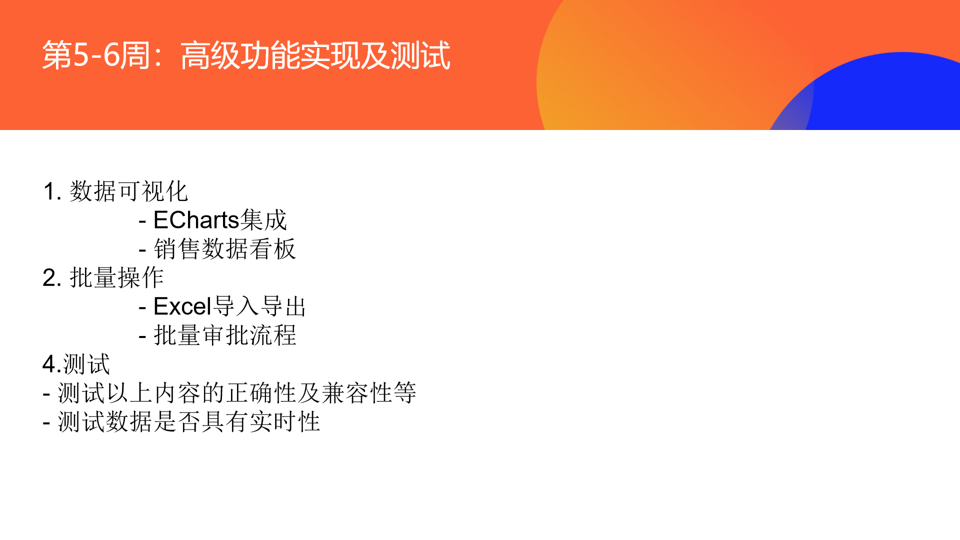 第5-6周：高级功能实现及测试
1. 数据可视化
- ECharts集成
- 销售数据看板
2. 批量操作
- Excel导入导出
- 批量审批流程
4.测试
- 测试以上内容的正确性及兼容性等
- 测试数据是否具有实时性